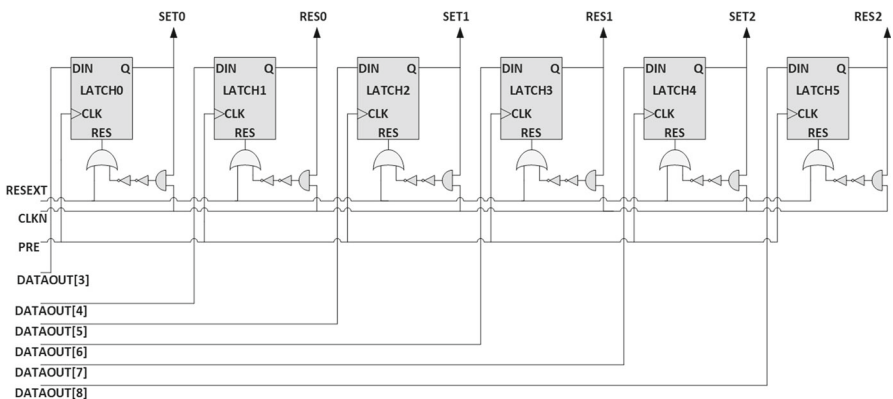 SET0 RES0 SET1 RES1 SET2 RES2
DIN Q DIN Q DIN Q DIN Q DIN Q DIN Q
LATCH0 LATCH1 LATCH2 LATCH3 LATCH4 LATCH5
CLK CLK CLK CLK CLK CLK
RES RES RES RES RES RES
RESEXT
CLKN
PRE
DATAOUT[3]
DATAOUT[4]
DATAOUT[5]
DATAOUT[6]
DATAOUT[7]
DATAOUT[8]